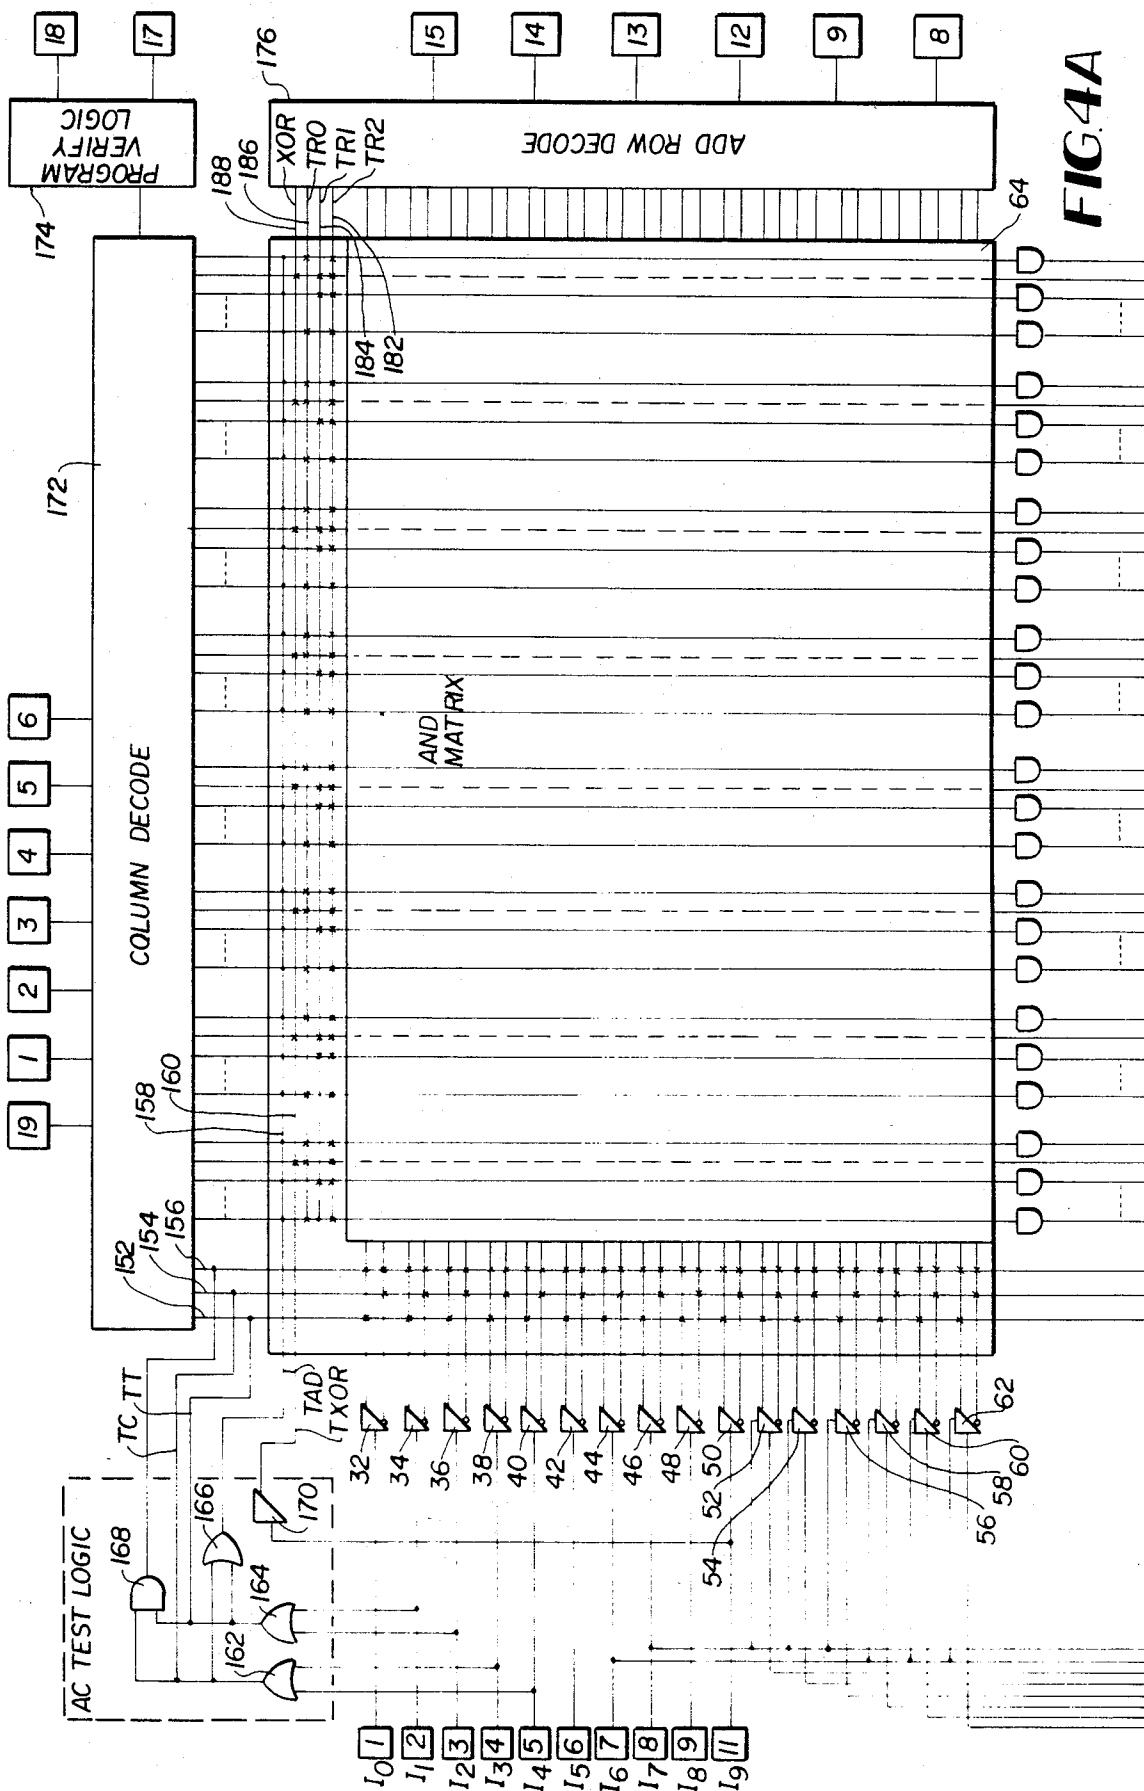 19
1
2
3
4
5
6
18
17
COLUMN DECODE
172
PROGRAM
VERIFY
LOGIC
174
152
154
156
158
160
188
186
XOR
TR0
TR1
TR2
184
182
176
ADD ROW DECODE
15
14
13
12
9
8
64
AND
MATRIX
TC
TT
TAD
TXOR
AC TEST LOGIC
168
166
170
164
162
32
34
36
38
40
42
44
46
48
50
52
54
56
58
60
62
I0 1
I1 2
I2 3
I3 4
I4 5
I5 6
I6 7
I7 8
I8 9
I9 11
FIG.4A